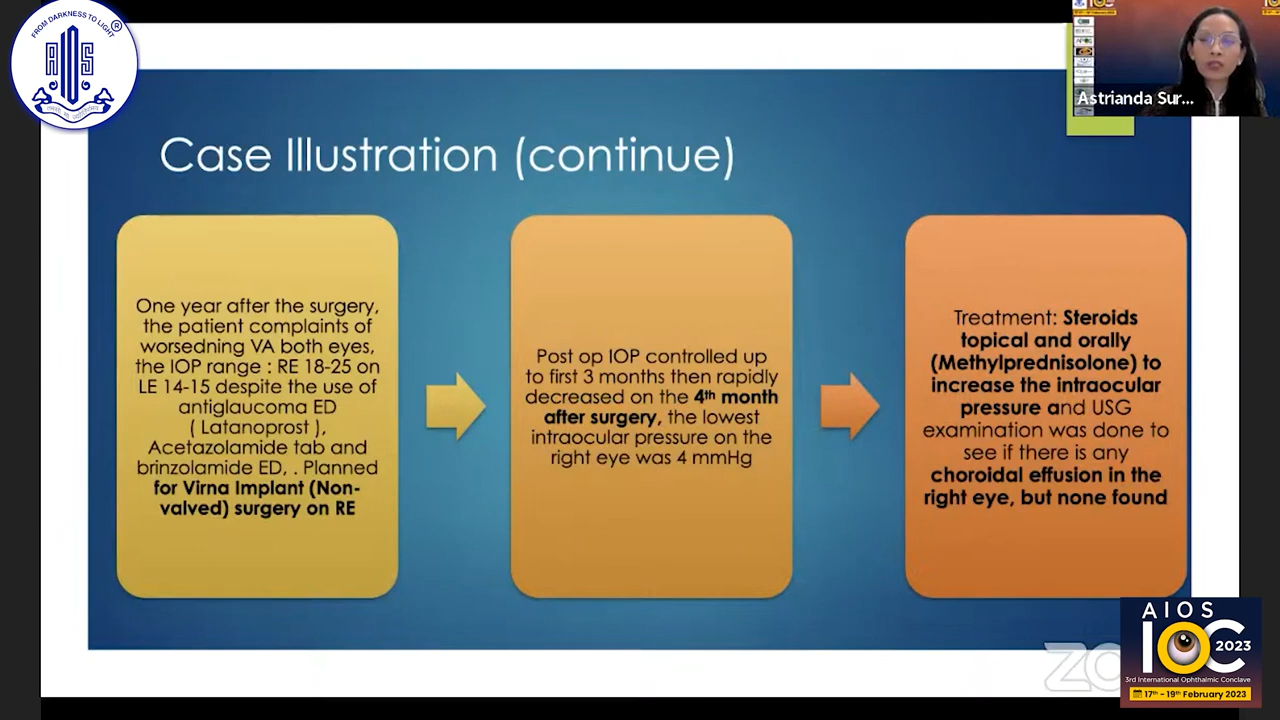 FROM DARKNESS TO LIGHT
®
AIOS
IOC
Astrianda Sur...
Case Illustration (continue)
One year after the surgery,
the patient complaints of
worsedning VA both eyes,
the IOP range : RE 18-25 on
LE 14-15 despite the use of
antiglaucoma ED
( Latanoprost ),
Acetazolamide tab and
brinzolamide ED, . Planned
for Virna Implant (Non-
valved) surgery on RE
Post op IOP controlled up
to first 3 months then rapidly
decreased on the 4th month
after surgery, the lowest
intraocular pressure on the
right eye was 4 mmHg
Treatment: Steroids
topical and orally
(Methylprednisolone) to
increase the intraocular
pressure and USG
examination was done to
see if there is any
choroidal effusion in the
right eye, but none found
AIOS
IOC
2023
3rd International Ophthalmic Conclave
17th - 19th February 2023